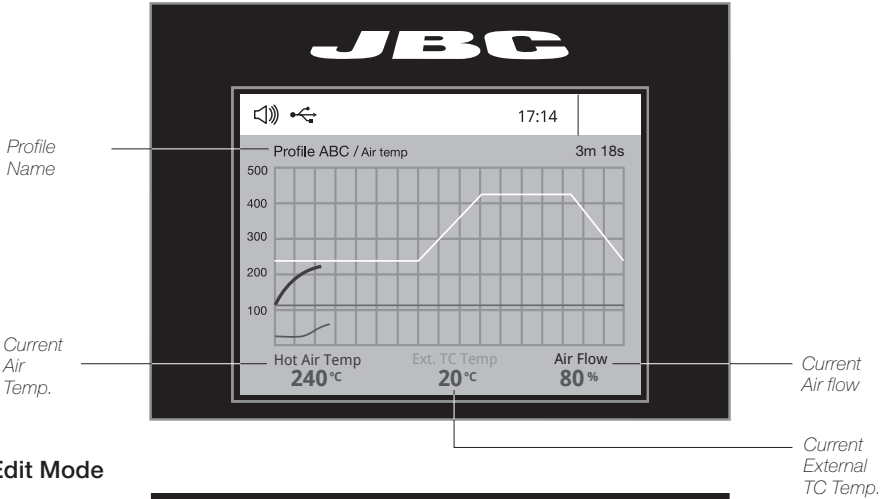 JBC
17:14
Profile
Name
Profile ABC / Air temp 3m 18s
500
400
300
200
100
Current
Air
Temp.
Hot Air Temp Ext. TC Temp Air Flow
240 °C 20 °C 80 %
Current
Air flow
Current
External
TC Temp.
Edit Mode